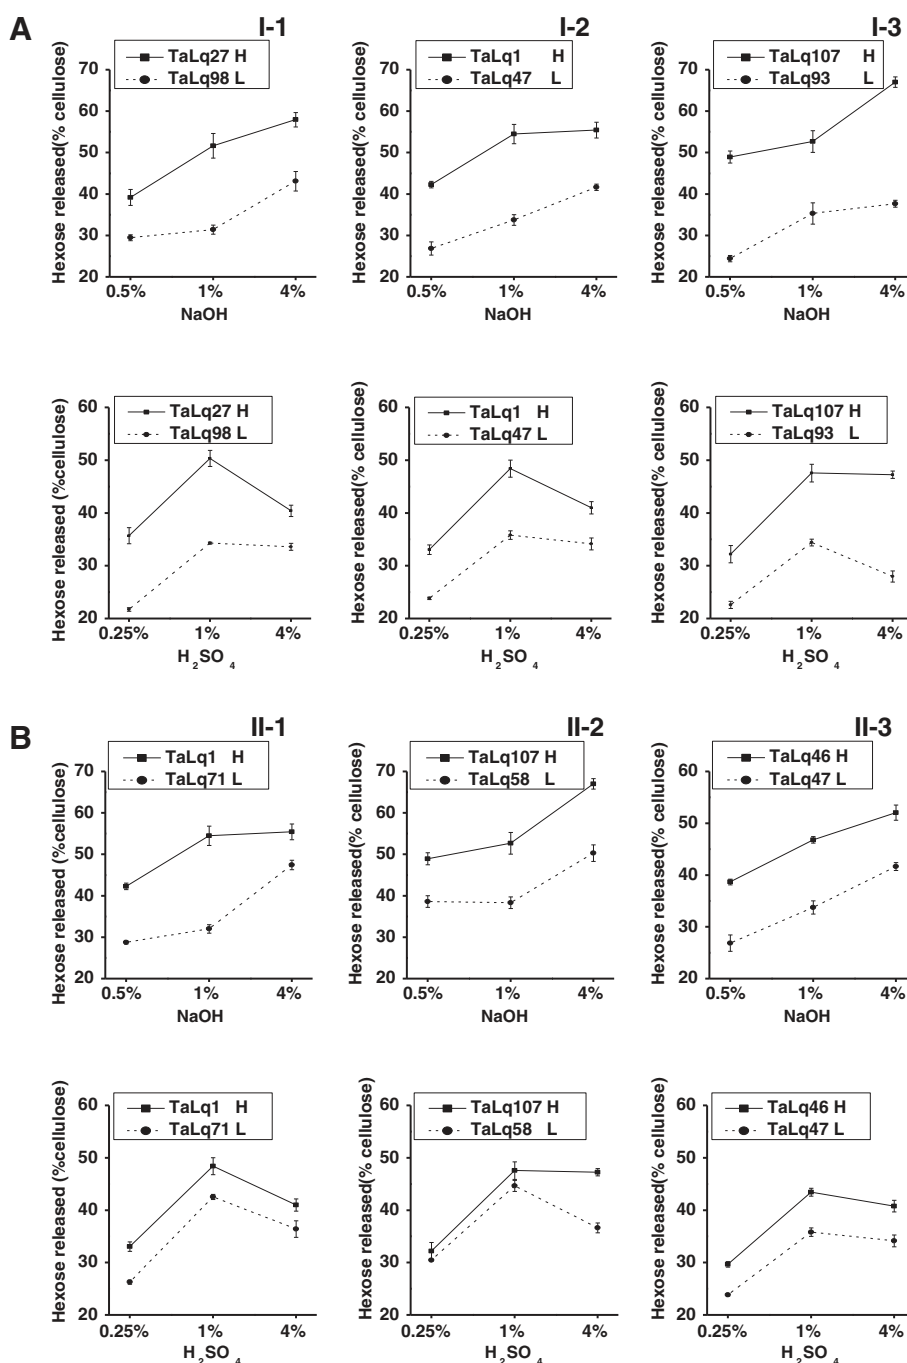 A
I-1
I-2
I-3
TaLq27 H
TaLq98 L
Hexose released(% cellulose)
70
60
50
40
30
20
0.5% 1% 4%
NaOH
TaLq1 H
TaLq47 L
Hexose released(% cellulose)
70
60
50
40
30
20
0.5% 1% 4%
NaOH
TaLq107 H
TaLq93 L
Hexose released(% cellulose)
70
60
50
40
30
20
0.5% 1% 4%
NaOH
TaLq27 H
TaLq98 L
Hexose released (%cellulose)
60
50
40
30
20
0.25% 1% 4%
H2SO4
TaLq1 H
TaLq47 L
Hexose released(% cellulose)
60
50
40
30
20
0.25% 1% 4%
H2SO4
TaLq107 H
TaLq93 L
Hexose released(% cellulose)
60
50
40
30
20
0.25% 1% 4%
H2SO4
B
II-1
II-2
II-3
TaLq1 H
TaLq71 L
Hexose released (%cellulose)
70
60
50
40
30
20
0.5% 1% 4%
NaOH
TaLq107 H
TaLq58 L
Hexose released(% cellulose)
70
60
50
40
30
20
0.5% 1% 4%
NaOH
TaLq46 H
TaLq47 L
Hexose released(% cellulose)
60
50
40
30
20
0.5% 1% 4%
NaOH
TaLq1 H
TaLq71 L
Hexose released (%cellulose)
60
50
40
30
20
0.25% 1% 4%
H2SO4
TaLq107 H
TaLq58 L
Hexose released(% cellulose)
60
50
40
30
20
0.25% 1% 4%
H2SO4
TaLq46 H
TaLq47 L
Hexose released(% cellulose)
60
50
40
30
20
0.25% 1% 4%
H2SO4